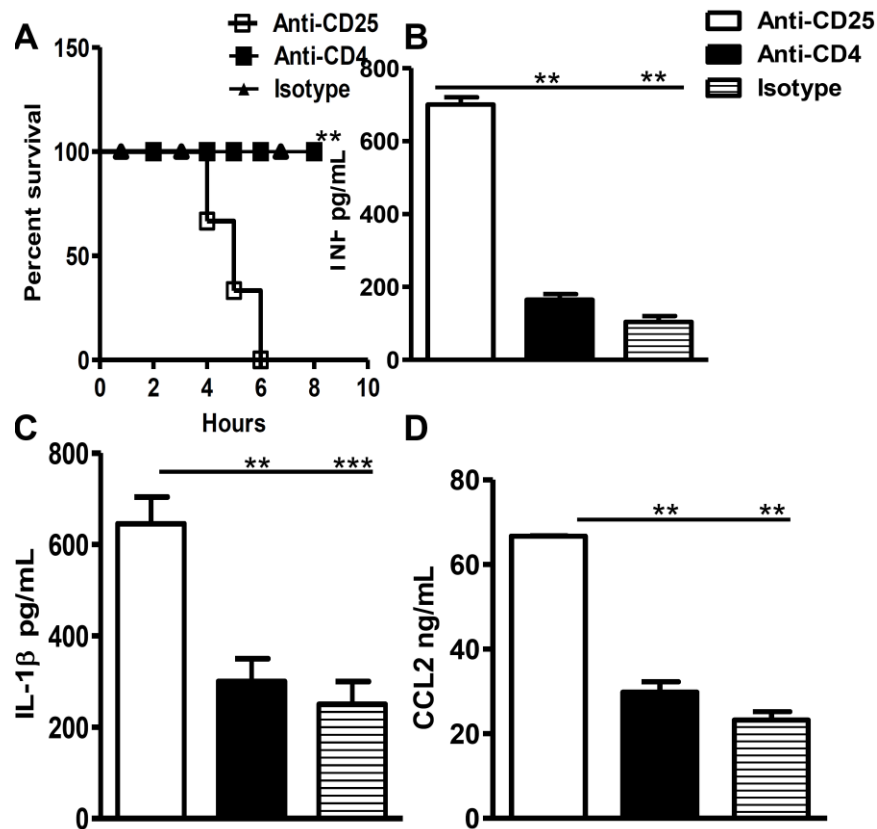 A
Anti-CD25
Anti-CD4
Isotype
150
100
50
0
**
Percent survival
0 2 4 6 8 10
Hours
B
Anti-CD25
Anti-CD4
Isotype
800
600
400
200
0
** **
TNF pg/mL
C
800
600
400
200
0
** ***
IL-1β pg/mL
D
80
60
40
20
0
** **
CCL2 ng/mL